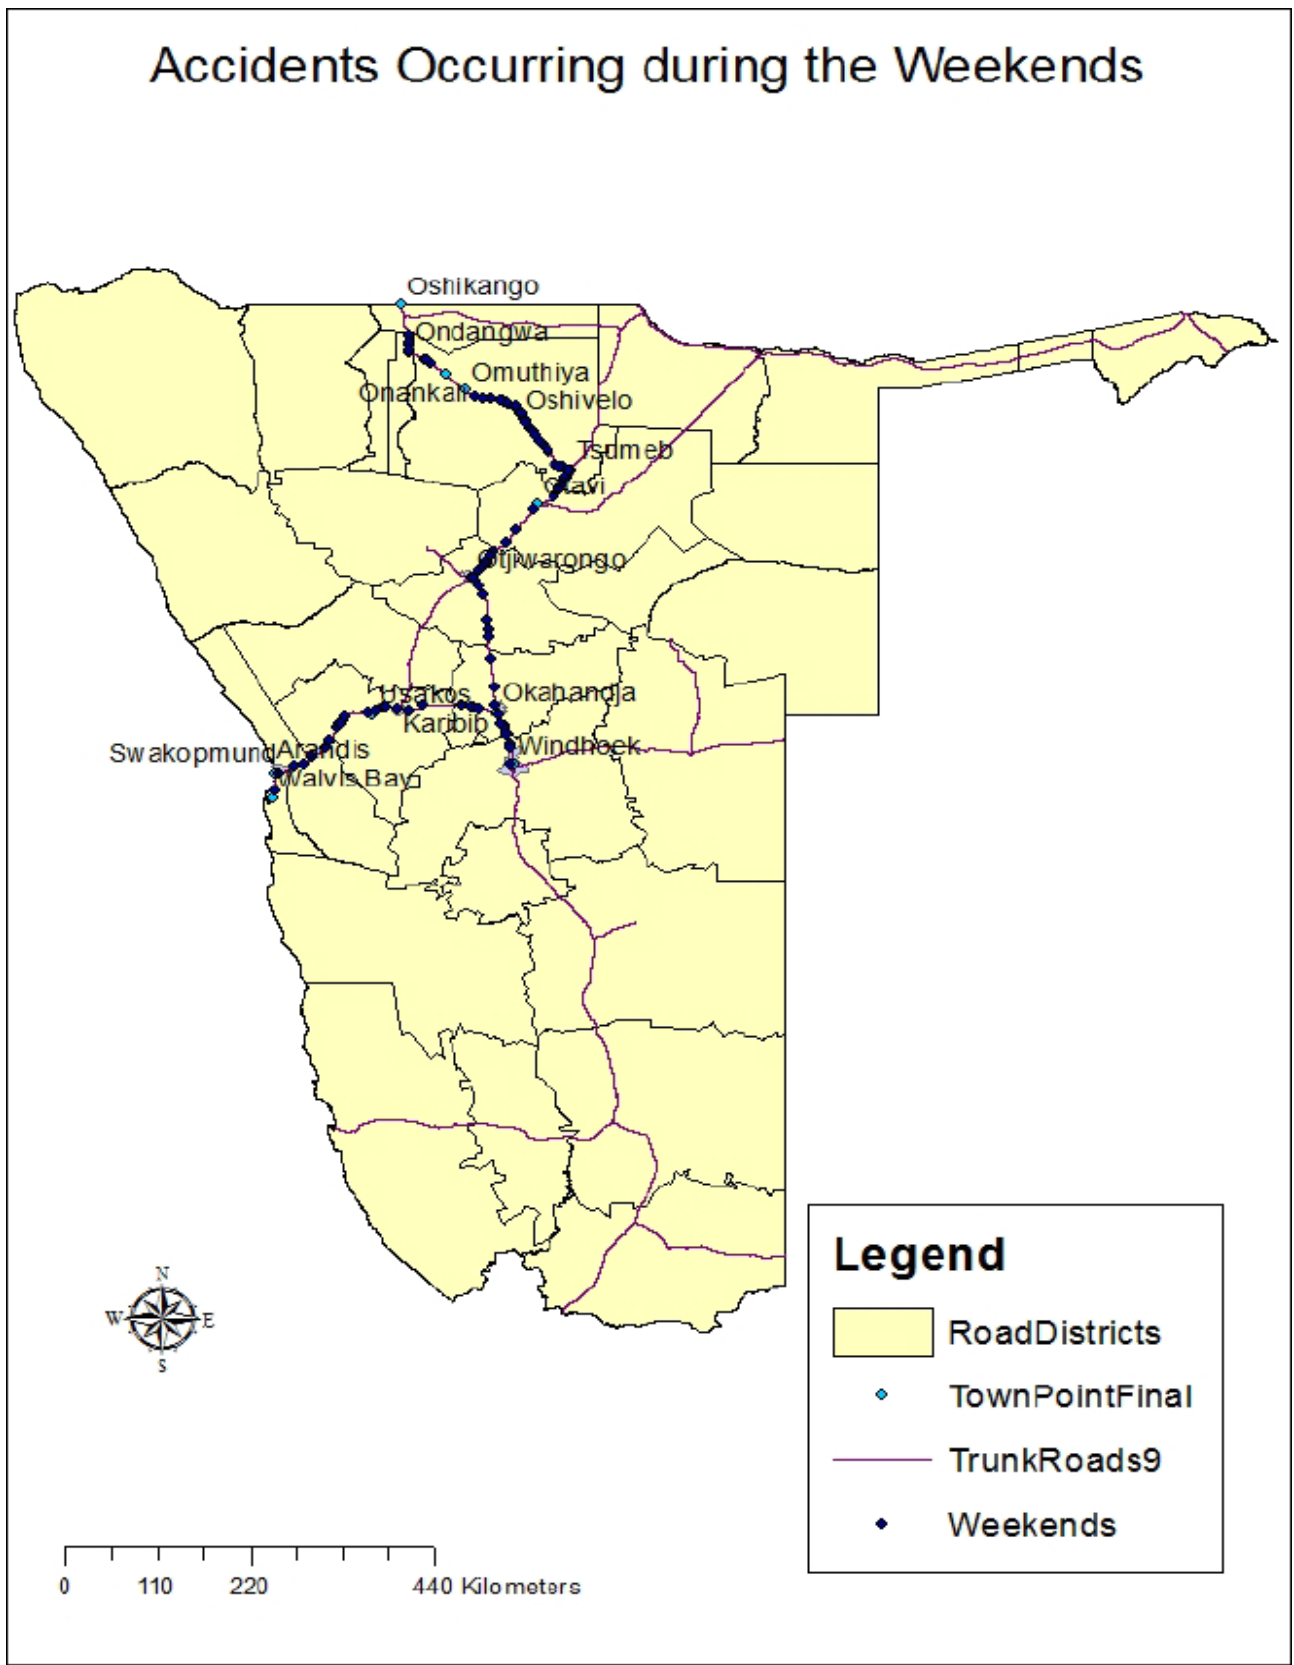 Accidents Occurring during the Weekends
Oshikango
Ondangwa
Omuthiya
Onankali
Oshivelo
Tsumeb
Otavi
Otjiwarongo
Usakos
Okahandja
Karibib
Windhoek
Swakopmund
Arandis
Walvis Bay
N
W
E
S
Legend
RoadDistricts
TownPointFinal
TrunkRoads9
Weekends
0 110 220 440 Kilometers